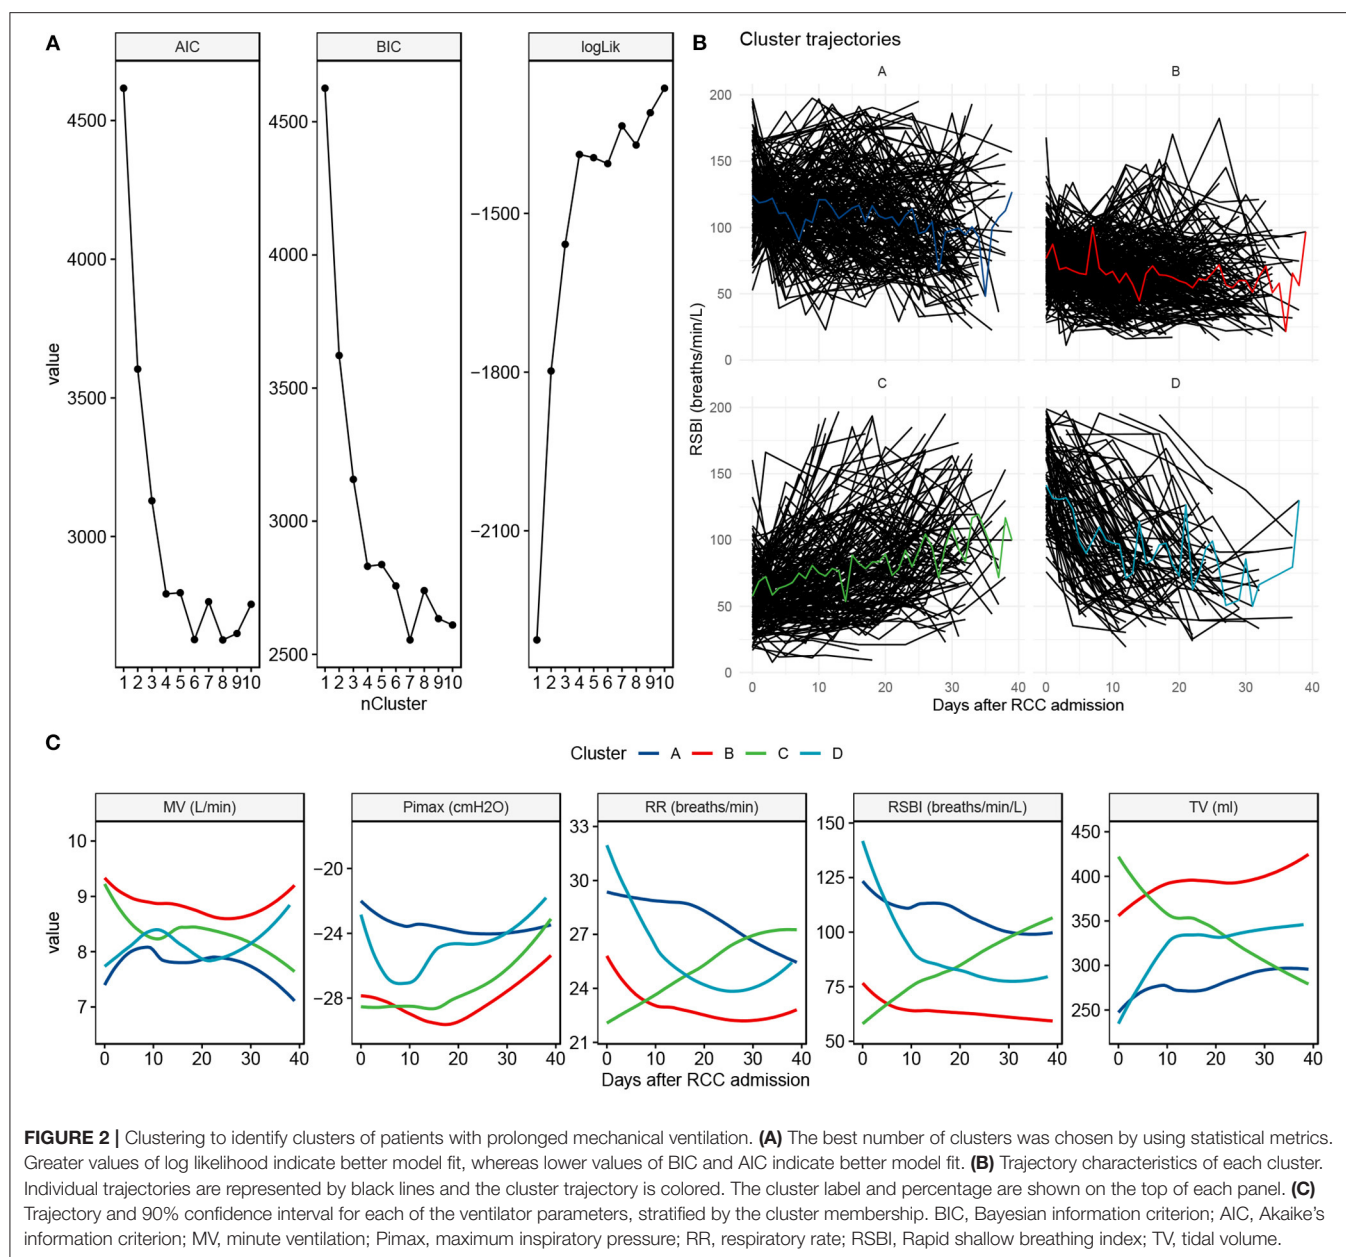 A
AIC
BIC
logLik
4500
4000
3500
3000
4500
4000
3500
3000
2500
-1500
-1800
-2100
value
1 2 3 4 5 6 7 8 9 10
1 2 3 4 5 6 7 8 9 10
1 2 3 4 5 6 7 8 9 10
nCluster
B
Cluster trajectories
A
B
200
150
100
50
0
C
D
200
150
100
50
0
RSBI (breaths/min/L)
0 10 20 30 40
0 10 20 30 40
Days after RCC admission
C
Cluster A B C D
MV (L/min)
Pimax (cmH2O)
RR (breaths/min)
RSBI (breaths/min/L)
TV (ml)
value
10
9
8
7
-20
-24
-28
33
30
27
24
21
150
125
100
75
50
450
400
350
300
250
0 10 20 30 40
0 10 20 30 40
0 10 20 30 40
0 10 20 30 40
0 10 20 30 40
Days after RCC admission
FIGURE 2 | Clustering to identify clusters of patients with prolonged mechanical ventilation. (A) The best number of clusters was chosen by using statistical metrics.
Greater values of log likelihood indicate better model fit, whereas lower values of BIC and AIC indicate better model fit. (B) Trajectory characteristics of each cluster.
Individual trajectories are represented by black lines and the cluster trajectory is colored. The cluster label and percentage are shown on the top of each panel. (C)
Trajectory and 90% confidence interval for each of the ventilator parameters, stratified by the cluster membership. BIC, Bayesian information criterion; AIC, Akaike's
information criterion; MV, minute ventilation; Pimax, maximum inspiratory pressure; RR, respiratory rate; RSBI, Rapid shallow breathing index; TV, tidal volume.